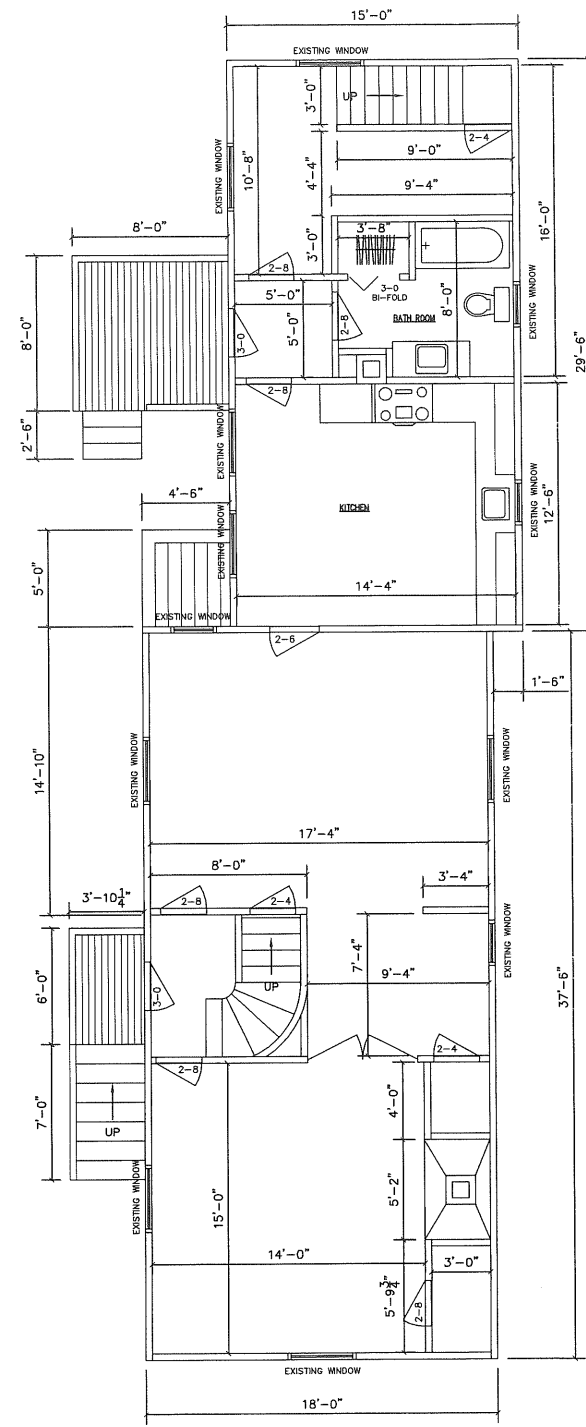 15'-0"
EXISTING WINDOW
3'-0"
UP
2-4
9'-0"
10'-8"
4'-4"
9'-4"
EXISTING WINDOW
16'-0"
8'-0"
3'-0"
3'-8"
2-8
3-0
BI-FOLD
5'-0"
8'-0"
EXISTING WINDOW
29'-6"
8'-0"
3-0
5'-0"
2-8
BATH ROOM
2-8
2'-6"
EXISTING WINDOW
4'-6"
KITCHEN
EXISTING WINDOW
12'-6"
EXISTING WINDOW
5'-0"
14'-4"
EXISTING WINDOW
2-6
1'-6"
14'-10"
EXISTING WINDOW
EXISTING WINDOW
17'-4"
8'-0"
3'-4"
3'-10 1/4"
2-8
2-4
EXISTING WINDOW
7'-4"
9'-4"
6'-0"
3-0
UP
37'-6"
2-8
2-4
7'-0"
UP
4'-0"
EXISTING WINDOW
15'-0"
5'-2"
14'-0"
3'-0"
5'-9 3/4"
2-8
EXISTING WINDOW
18'-0"